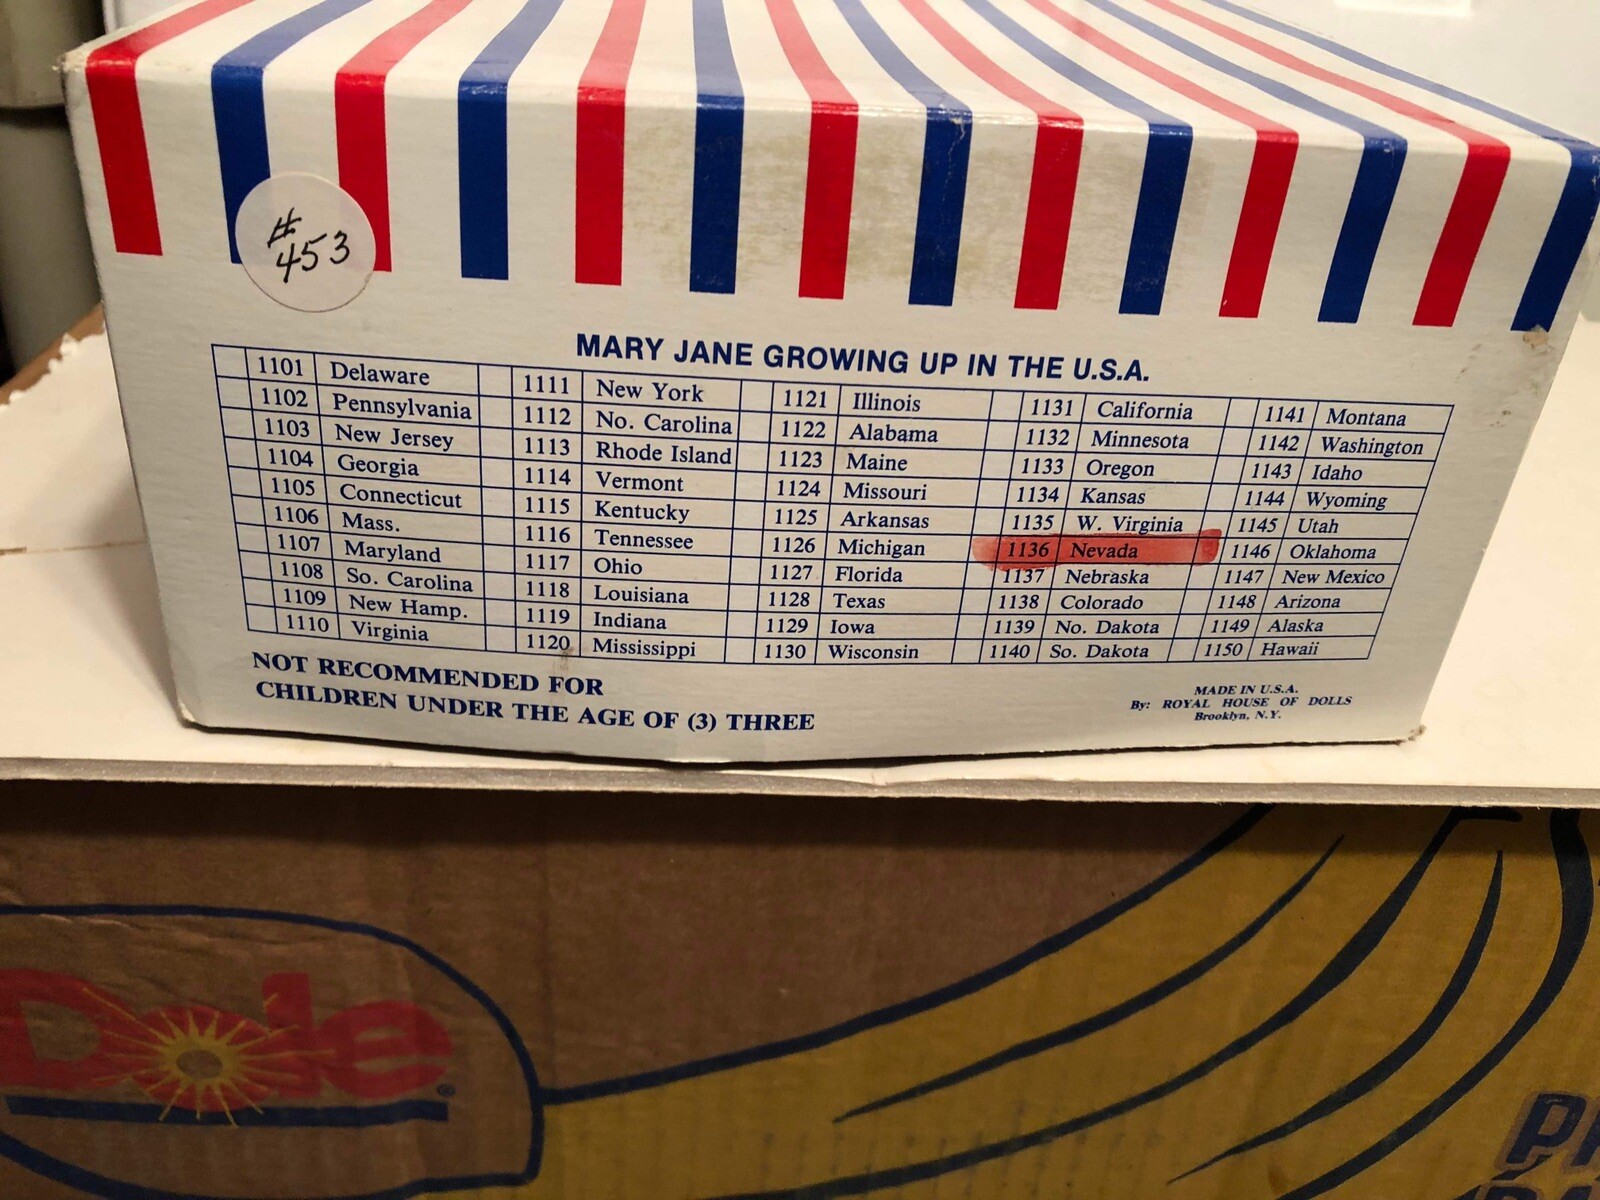 #
453
MARY JANE GROWING UP IN THE U.S.A.
1101 Delaware 1111 New York 1121 Illinois 1131 California 1141 Montana
1102 Pennsylvania 1112 No. Carolina 1122 Alabama 1132 Minnesota 1142 Washington
1103 New Jersey 1113 Rhode Island 1123 Maine 1133 Oregon 1143 Idaho
1104 Georgia 1114 Vermont 1124 Missouri 1134 Kansas 1144 Wyoming
1105 Connecticut 1115 Kentucky 1125 Arkansas 1135 W. Virginia 1145 Utah
1106 Mass. 1116 Tennessee 1126 Michigan 1136 Nevada 1146 Oklahoma
1107 Maryland 1117 Ohio 1127 Florida 1137 Nebraska 1147 New Mexico
1108 So. Carolina 1118 Louisiana 1128 Texas 1138 Colorado 1148 Arizona
1109 New Hamp. 1119 Indiana 1129 Iowa 1139 No. Dakota 1149 Alaska
1110 Virginia 1120 Mississippi 1130 Wisconsin 1140 So. Dakota 1150 Hawaii
NOT RECOMMENDED FOR
CHILDREN UNDER THE AGE OF (3) THREE
MADE IN U.S.A.
By: ROYAL HOUSE OF DOLLS
Brooklyn, N.Y.
Dole®